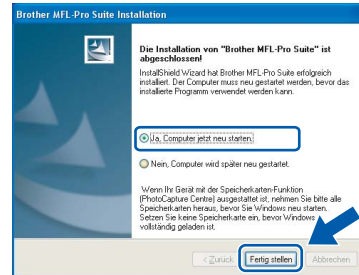 Brother MFL-Pro Suite Installation
Die Installation von "Brother MFL-Pro Suite" ist
abgeschlossen!
InstallShield Wizard hat Brother MFL-Pro Suite erfolgreich
installiert. Der Computer muss neu gestartet werden, bevor das
installierte Programm verwendet werden kann.
Ja, Computer jetzt neu starten.
Nein, Computer wird später neu gestartet.
Wenn Ihr Gerät mit der Speicherkarten-Funktion
(PhotoCapture Centre) ausgestattet ist, nehmen Sie bitte alle
Speicherkarten heraus, bevor Sie Windows neu starten.
Setzen Sie keine Speicherkarte ein, bevor Windows
vollständig geladen ist.
< Zurück Fertig stellen Abbrechen